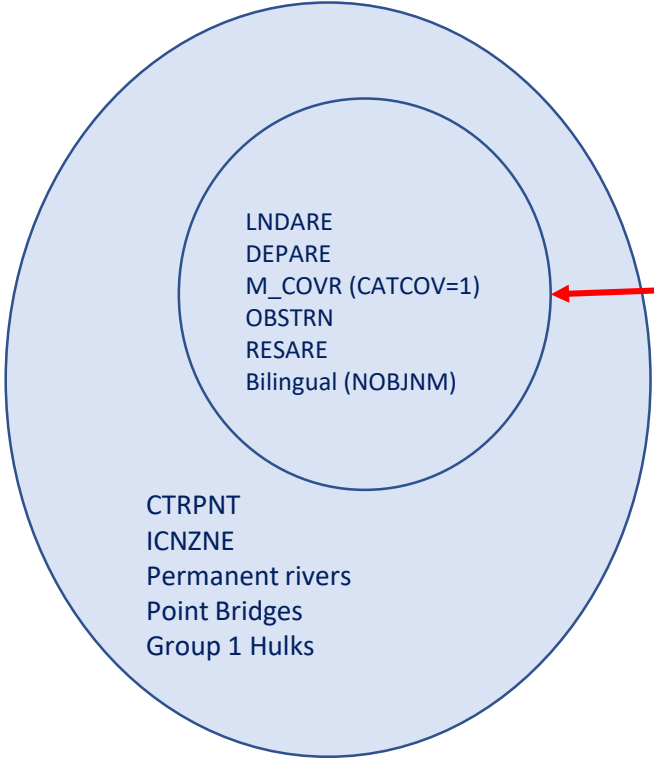 LNDARE
DEPARE
M_COVR (CATCOV=1)
OBSTRN
RESARE
Bilingual (NOBJNM)
CTRPNT
ICNZNE
Permanent rivers
Point Bridges
Group 1 Hulks